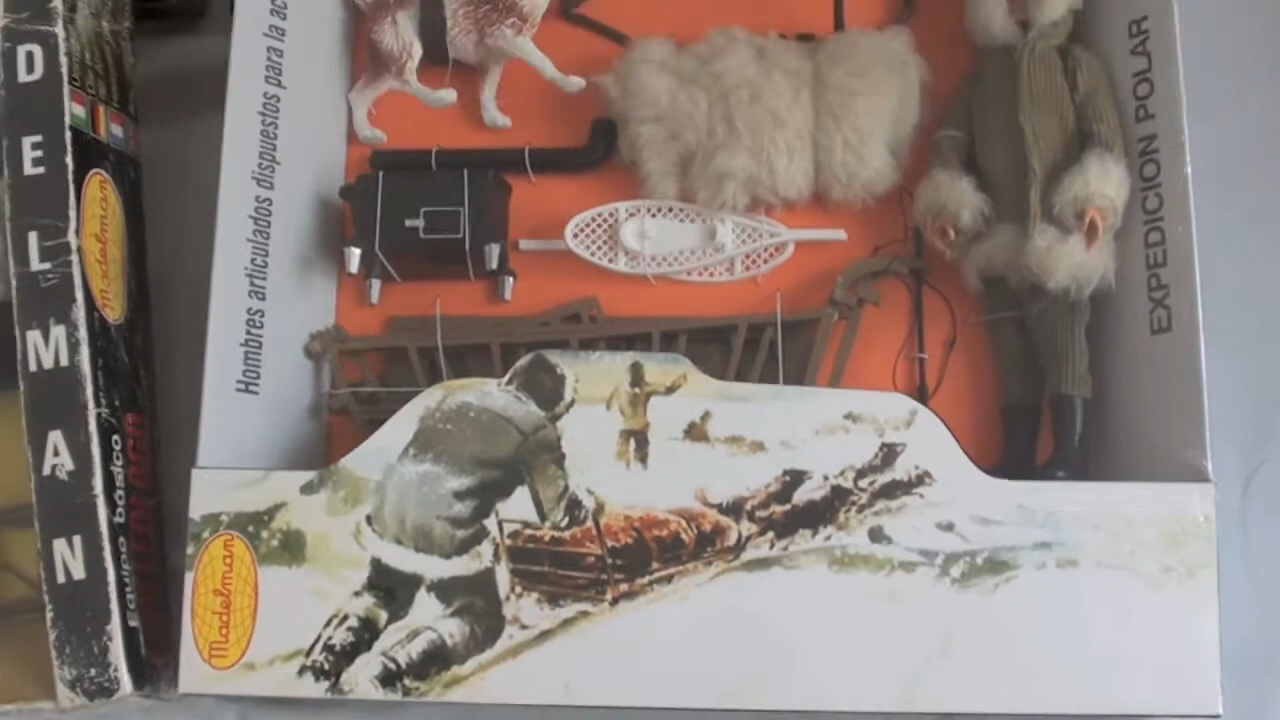 DELMAN
Madelman
Equipo básico
Hombres articulados dispuestos para la ac
EXPEDICION POLAR
Madelman